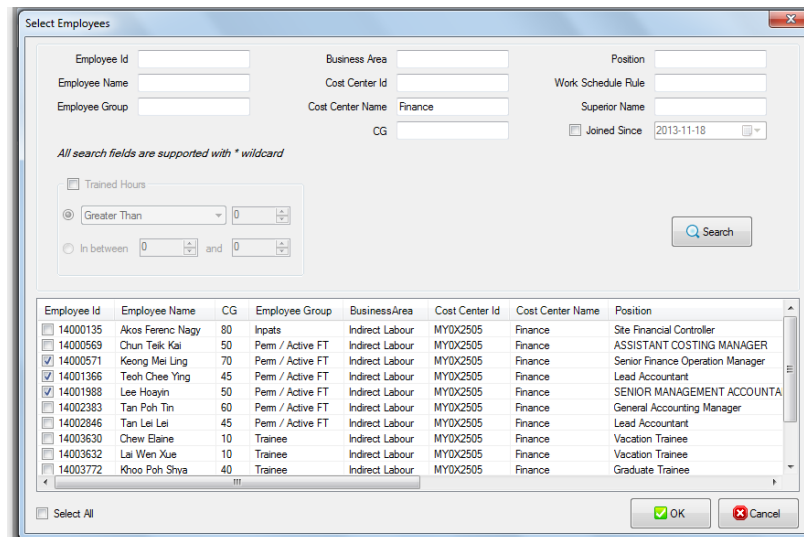 Select Employees
Employee Id Business Area Position
Employee Name Cost Center Id Work Schedule Rule
Employee Group Cost Center Name Finance Superior Name
CG Joined Since 2013-11-18
All search fields are supported with * wildcard
Trained Hours
Greater Than 0
In between 0 and 0
Search
Employee Id Employee Name CG Employee Group BusinessArea Cost Center Id Cost Center Name Position
14000135 Akos Ferenc Nagy 80 Inpats Indirect Labour MY0X2505 Finance Site Financial Controller
14000569 Chun Teik Kai 50 Perm / Active FT Indirect Labour MY0X2505 Finance ASSISTANT COSTING MANAGER
14000571 Keong Mei Ling 70 Perm / Active FT Indirect Labour MY0X2505 Finance Senior Finance Operation Manager
14001366 Teoh Chee Ying 45 Perm / Active FT Indirect Labour MY0X2505 Finance Lead Accountant
14001988 Lee Hoayin 50 Perm / Active FT Indirect Labour MY0X2505 Finance SENIOR MANAGEMENT ACCOUNTA
14002383 Tan Poh Tin 60 Perm / Active FT Indirect Labour MY0X2505 Finance General Accounting Manager
14002846 Tan Lei Lei 45 Perm / Active FT Indirect Labour MY0X2505 Finance Lead Accountant
14003630 Chew Elaine 10 Trainee Indirect Labour MY0X2505 Finance Vacation Trainee
14003632 Lai Wen Xue 10 Trainee Indirect Labour MY0X2505 Finance Vacation Trainee
14003772 Khoo Poh Shya 40 Trainee Indirect Labour MY0X2505 Finance Graduate Trainee
Select All OK Cancel